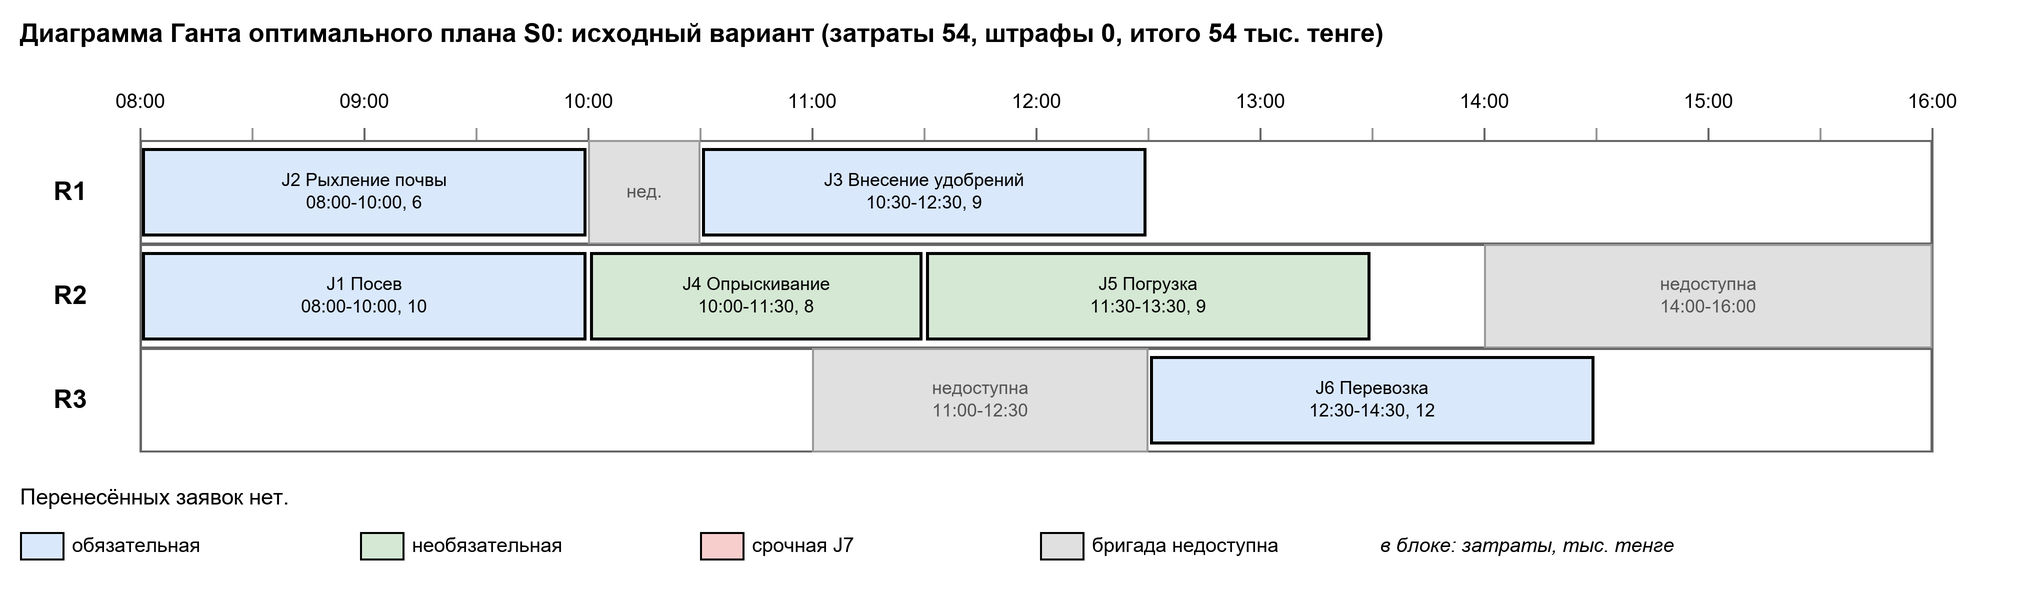 Диаграмма Ганта оптимального плана S0: исходный вариант (затраты 54, штрафы 0, итого 54 тыс. тенге)
08:00 09:00 10:00 11:00 12:00 13:00 14:00 15:00 16:00
R1
J2 Рыхление почвы
08:00-10:00, 6
нед.
J3 Внесение удобрений
10:30-12:30, 9
R2
J1 Посев
08:00-10:00, 10
J4 Опрыскивание
10:00-11:30, 8
J5 Погрузка
11:30-13:30, 9
недоступна
14:00-16:00
R3
недоступна
11:00-12:30
J6 Перевозка
12:30-14:30, 12
Перенесённых заявок нет.
обязательная необязательная срочная J7 бригада недоступна в блоке: затраты, тыс. тенге